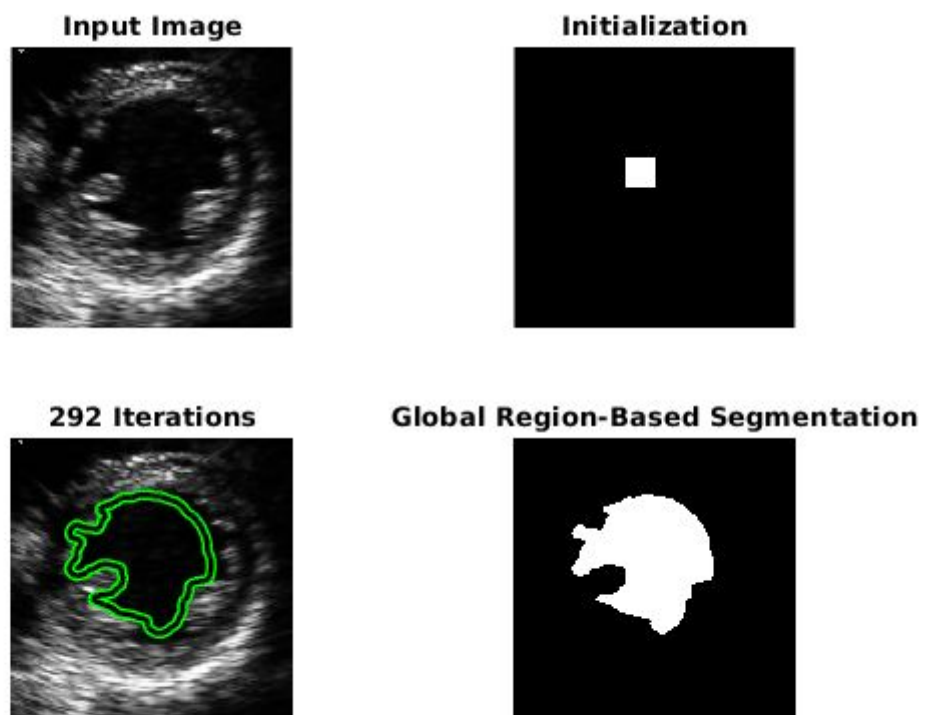 Input Image
Initialization
292 Iterations
Global Region-Based Segmentation